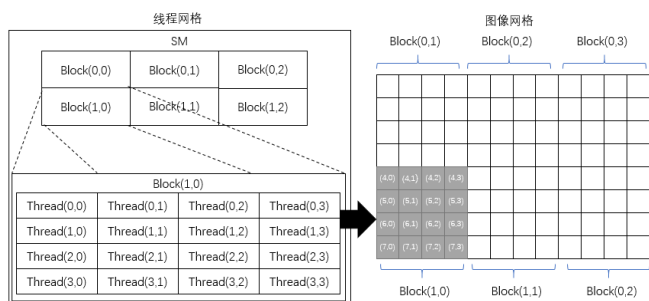 线程网格
SM
Block(0,0) Block(0,1) Block(0,2)
Block(1,0) Block(1,1) Block(1,2)
Block(1,0)
Thread(0,0) Thread(0,1) Thread(0,2) Thread(0,3)
Thread(1,0) Thread(1,1) Thread(1,2) Thread(1,3)
Thread(2,0) Thread(2,1) Thread(2,2) Thread(2,3)
Thread(3,0) Thread(3,1) Thread(3,2) Thread(3,3)
图像网格
Block(0,1) Block(0,2) Block(0,3)
(4,0) (4,1) (4,2) (4,3)
(5,0) (5,1) (5,2) (5,3)
(6,0) (6,1) (6,2) (6,3)
(7,0) (7,1) (7,2) (7,3)
Block(1,0) Block(1,1) Block(0,2)